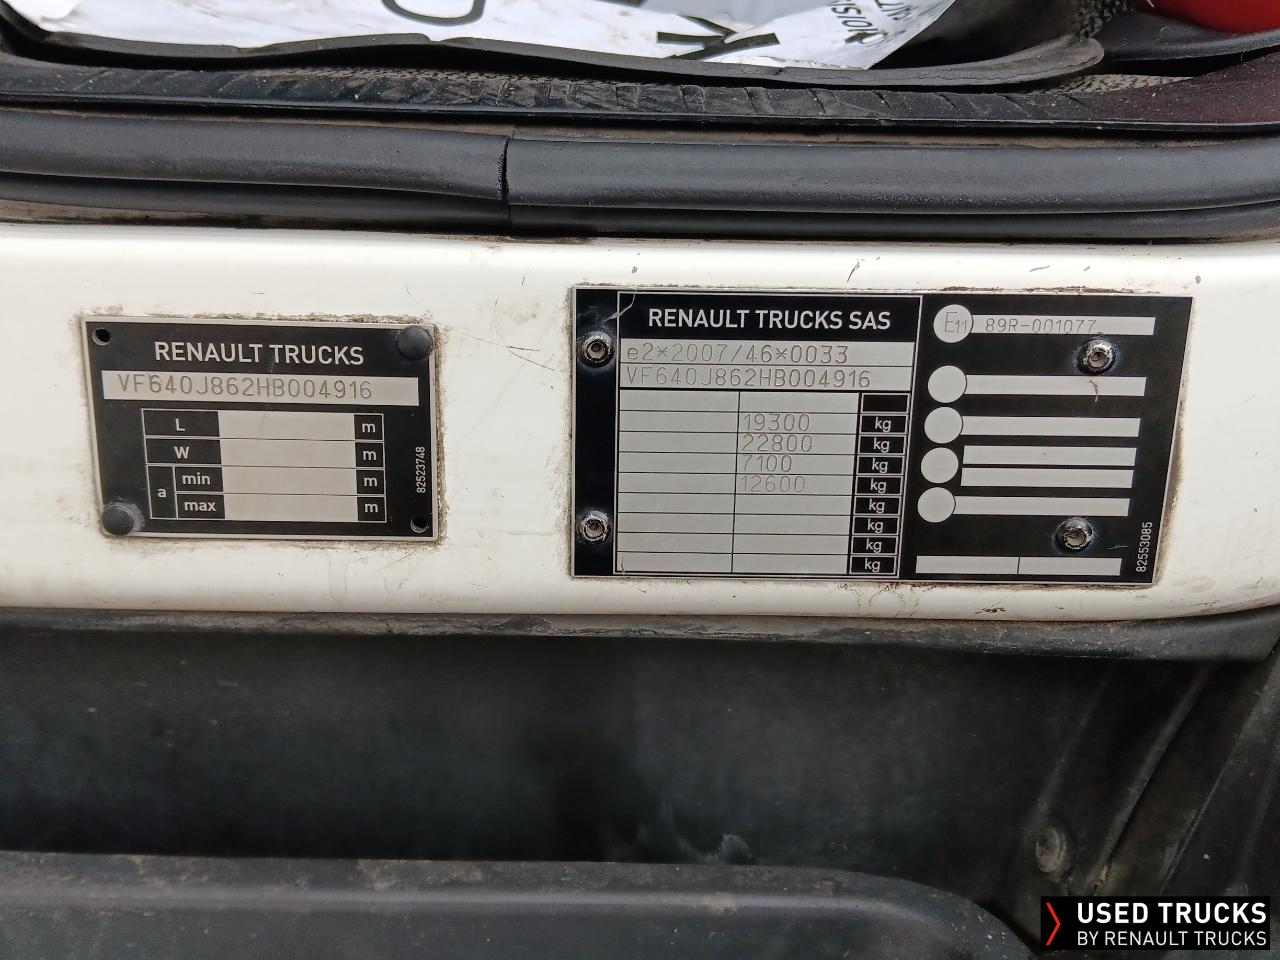 RENAULT TRUCKS
VF640J862HB004916
L m
W m
a min m
max m
82523748
RENAULT TRUCKS SAS
e2*2007/46*0033
VF640J862HB004916
19300 kg
22800 kg
7100 kg
12600 kg
kg
kg
kg
kg
E11 89R-001077
82553085
USED TRUCKS
BY RENAULT TRUCKS